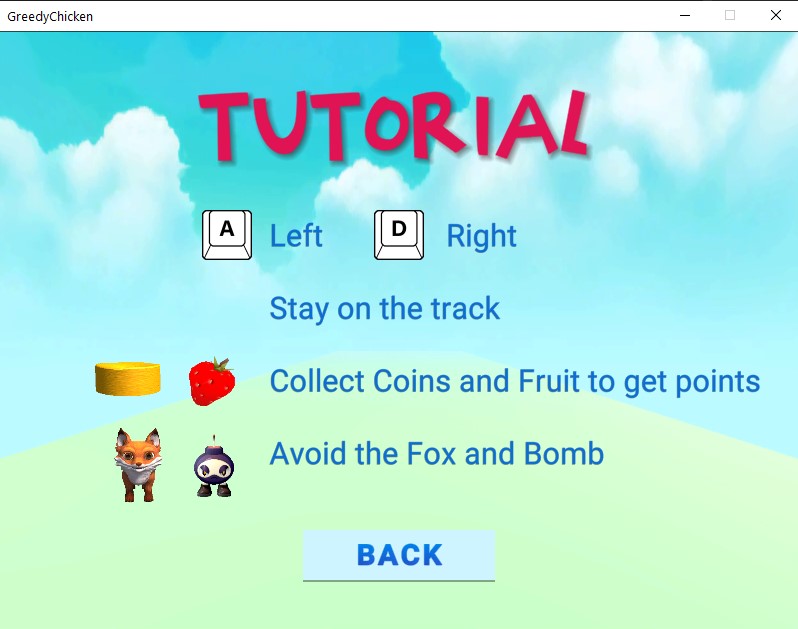 GreedyChicken
TUTORIAL
A Left D Right
Stay on the track
Collect Coins and Fruit to get points
Avoid the Fox and Bomb
BACK